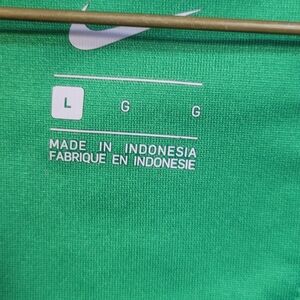 L G G
MADE IN INDONESIA
FABRIQUE EN INDONESIE